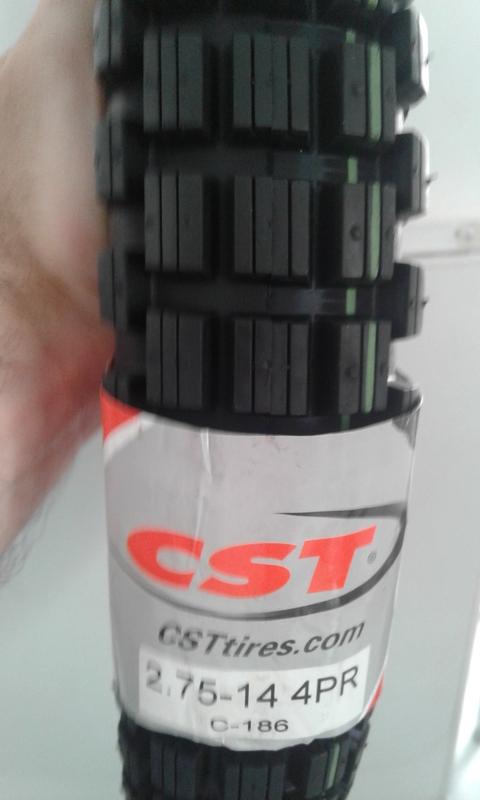 CST®
CSTtires.com
2.75-14 4PR
C-186